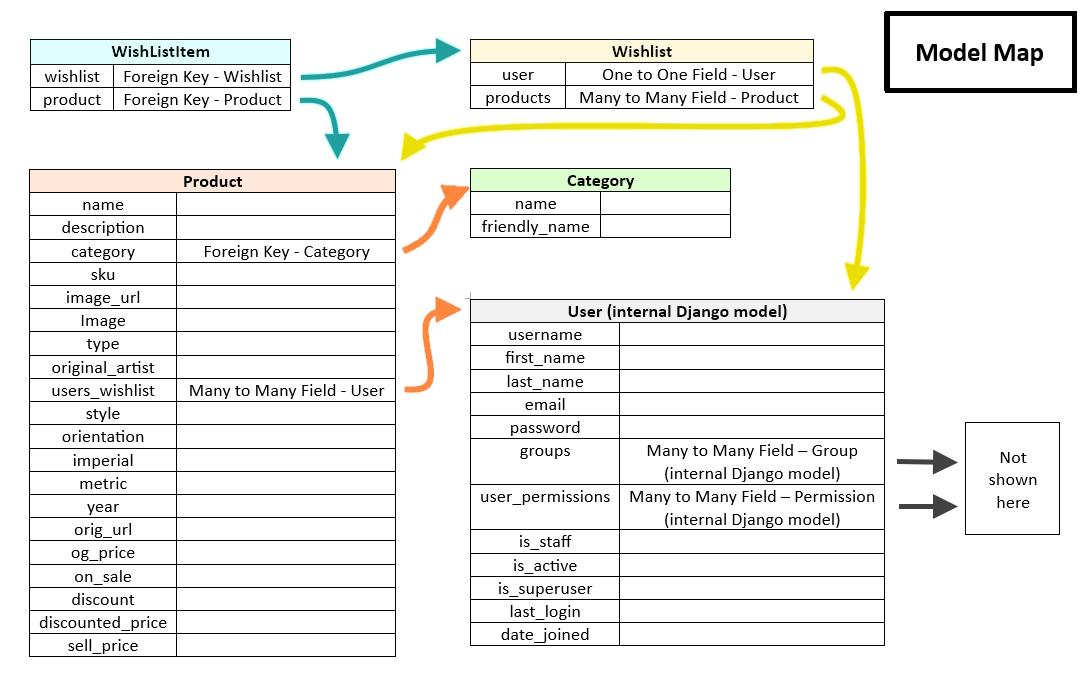 Model Map
WishListItem
wishlist Foreign Key - Wishlist
product Foreign Key - Product
Wishlist
user One to One Field - User
products Many to Many Field - Product
Product
name
description
category Foreign Key - Category
sku
image_url
Image
type
original_artist
users_wishlist Many to Many Field - User
style
orientation
imperial
metric
year
orig_url
og_price
on_sale
discount
discounted_price
sell_price
Category
name
friendly_name
User (internal Django model)
username
first_name
last_name
email
password
groups Many to Many Field – Group
(internal Django model)
user_permissions Many to Many Field – Permission
(internal Django model)
is_staff
is_active
is_superuser
last_login
date_joined
Not
shown
here